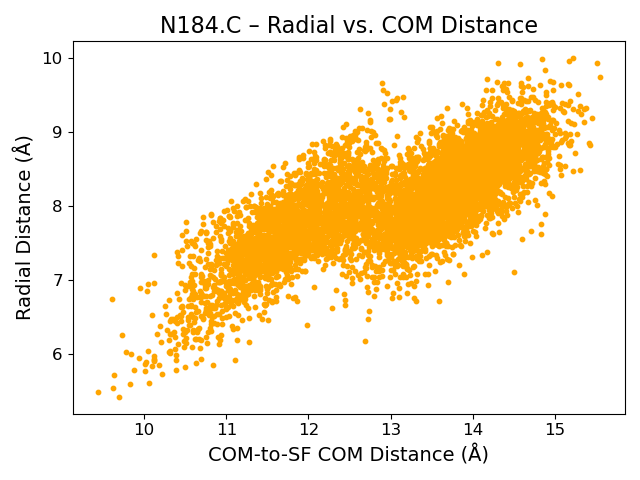 N184.C – Radial vs. COM Distance
10
9
8
7
6
Radial Distance (Å)
10 11 12 13 14 15
COM-to-SF COM Distance (Å)